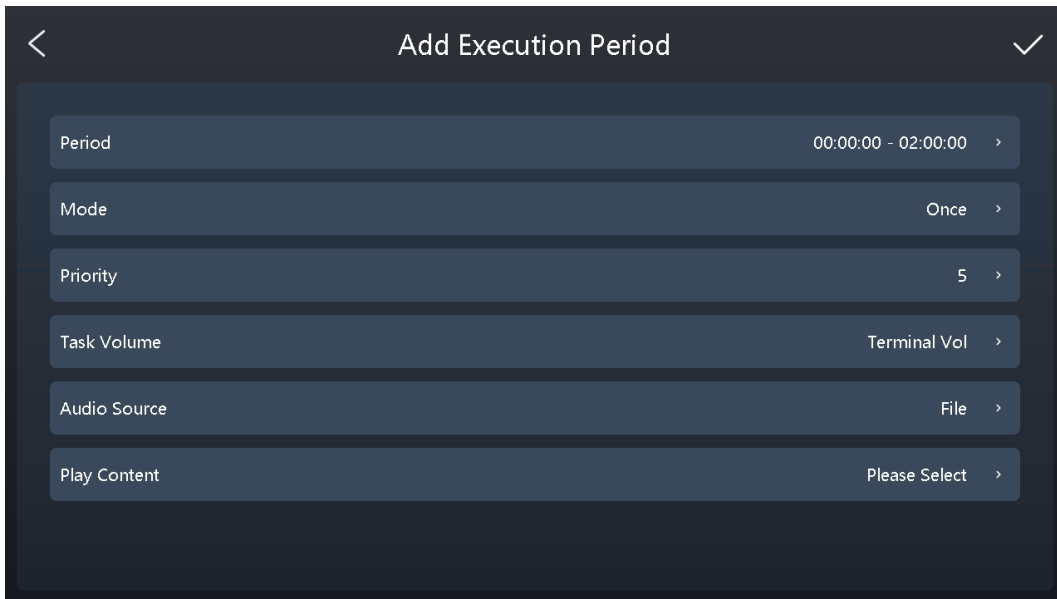 Add Execution Period
Period 00:00:00 - 02:00:00
Mode Once
Priority 5
Task Volume Terminal Vol
Audio Source File
Play Content Please Select